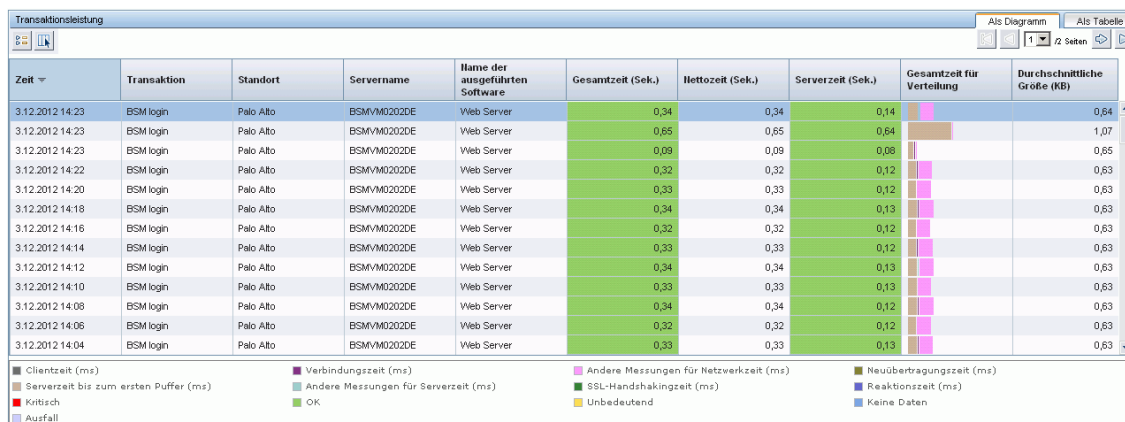 Transaktionsleistung
Als Diagramm Als Tabelle
1 /2 Seiten
Zeit Transaktion Standort Servername Name der ausgeführten Software Gesamtzeit (Sek.) Nettozeit (Sek.) Serverzeit (Sek.) Gesamtzeit für Verteilung Durchschnittliche Größe (KB)
3.12.2012 14:23 BSM login Palo Alto BSMVM0202DE Web Server 0,34 0,34 0,14 0,64
3.12.2012 14:23 BSM login Palo Alto BSMVM0202DE Web Server 0,65 0,65 0,64 1,07
3.12.2012 14:23 BSM login Palo Alto BSMVM0202DE Web Server 0,09 0,09 0,08 0,65
3.12.2012 14:22 BSM login Palo Alto BSMVM0202DE Web Server 0,32 0,32 0,12 0,63
3.12.2012 14:20 BSM login Palo Alto BSMVM0202DE Web Server 0,33 0,33 0,12 0,63
3.12.2012 14:18 BSM login Palo Alto BSMVM0202DE Web Server 0,34 0,34 0,13 0,63
3.12.2012 14:16 BSM login Palo Alto BSMVM0202DE Web Server 0,32 0,32 0,12 0,63
3.12.2012 14:14 BSM login Palo Alto BSMVM0202DE Web Server 0,33 0,33 0,12 0,63
3.12.2012 14:12 BSM login Palo Alto BSMVM0202DE Web Server 0,34 0,34 0,13 0,63
3.12.2012 14:10 BSM login Palo Alto BSMVM0202DE Web Server 0,33 0,33 0,13 0,63
3.12.2012 14:08 BSM login Palo Alto BSMVM0202DE Web Server 0,34 0,34 0,12 0,63
3.12.2012 14:06 BSM login Palo Alto BSMVM0202DE Web Server 0,32 0,32 0,12 0,63
3.12.2012 14:04 BSM login Palo Alto BSMVM0202DE Web Server 0,33 0,33 0,13 0,63
Clientzeit (ms) Verbindungszeit (ms) Andere Messungen für Netzwerkzeit (ms) Neuübertragungszeit (ms)
Serverzeit bis zum ersten Puffer (ms) Andere Messungen für Serverzeit (ms) SSL-Handshakingzeit (ms) Reaktionszeit (ms)
Kritisch OK Unbedeutend Keine Daten
Ausfall